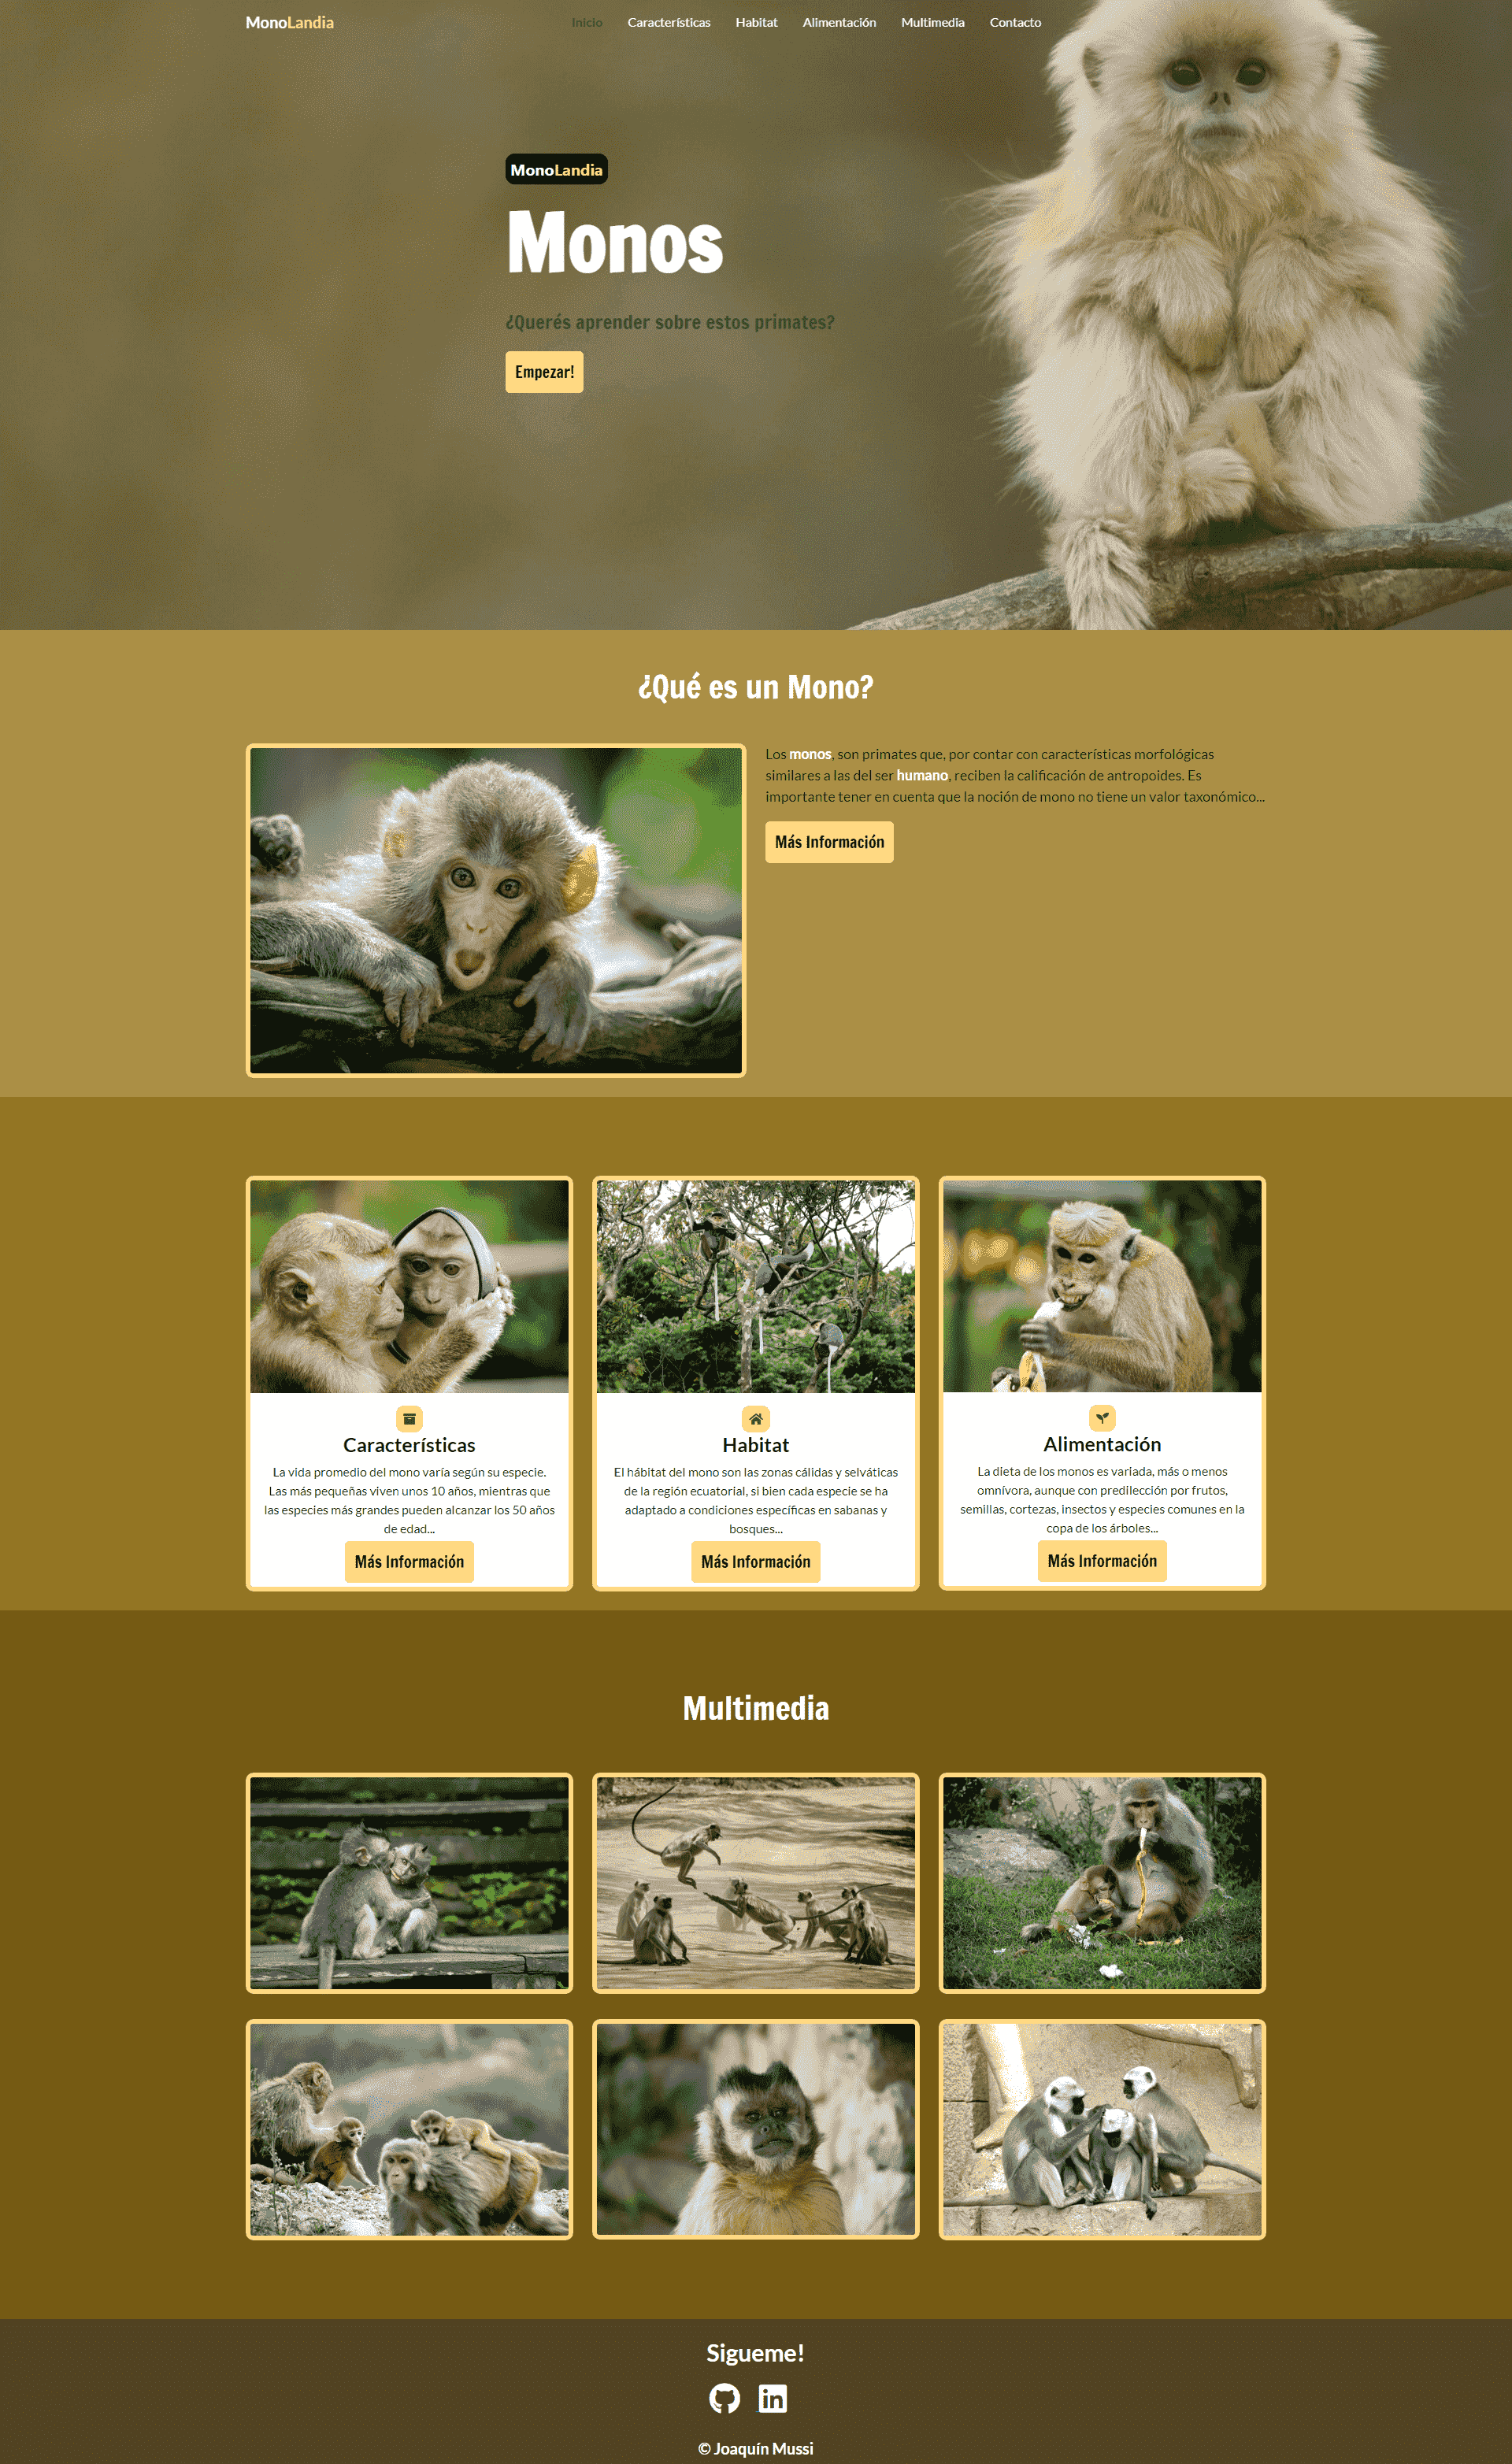 MonoLandia
Inicio Características Habitat Alimentación Multimedia Contacto
MonoLandia
Monos
¿Querés aprender sobre estos primates?
Empezar!
¿Qué es un Mono?
Los monos, son primates que, por contar con características morfológicas
similares a las del ser humano, reciben la calificación de antropoides. Es
importante tener en cuenta que la noción de mono no tiene un valor taxonómico...
Más Información
Características
La vida promedio del mono varía según su especie.
Las más pequeñas viven unos 10 años, mientras que
las especies más grandes pueden alcanzar los 50 años
de edad...
Más Información
Habitat
El hábitat del mono son las zonas cálidas y selváticas
de la región ecuatorial, si bien cada especie se ha
adaptado a condiciones específicas en sabanas y
bosques...
Más Información
Alimentación
La dieta de los monos es variada, más o menos
omnívora, aunque con predilección por frutos,
semillas, cortezas, insectos y especies comunes en la
copa de los árboles...
Más Información
Multimedia
Sigueme!
in
© Joaquín Mussi